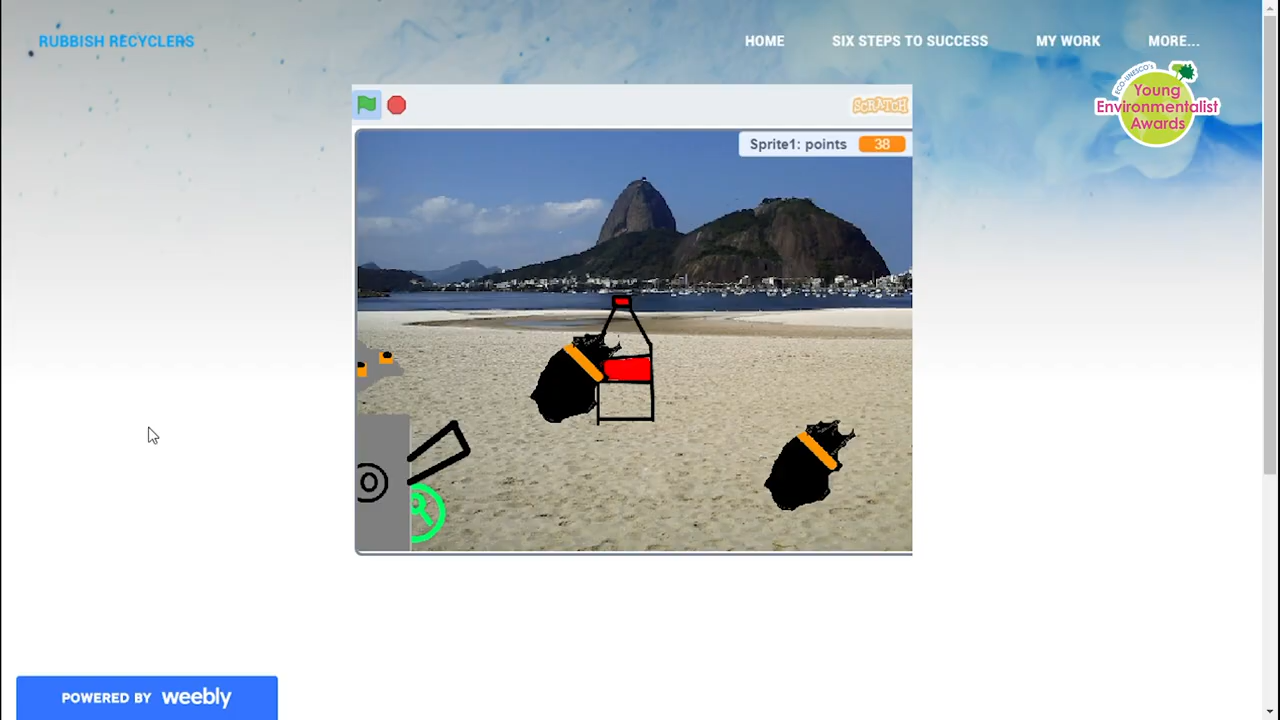 RUBBISH RECYCLERS
HOME
SIX STEPS TO SUCCESS
MY WORK
MORE...
ECO-UNESCO's
Young
Environmentalist
Awards
SCRATCH
Sprite1: points 38
POWERED BY weebly